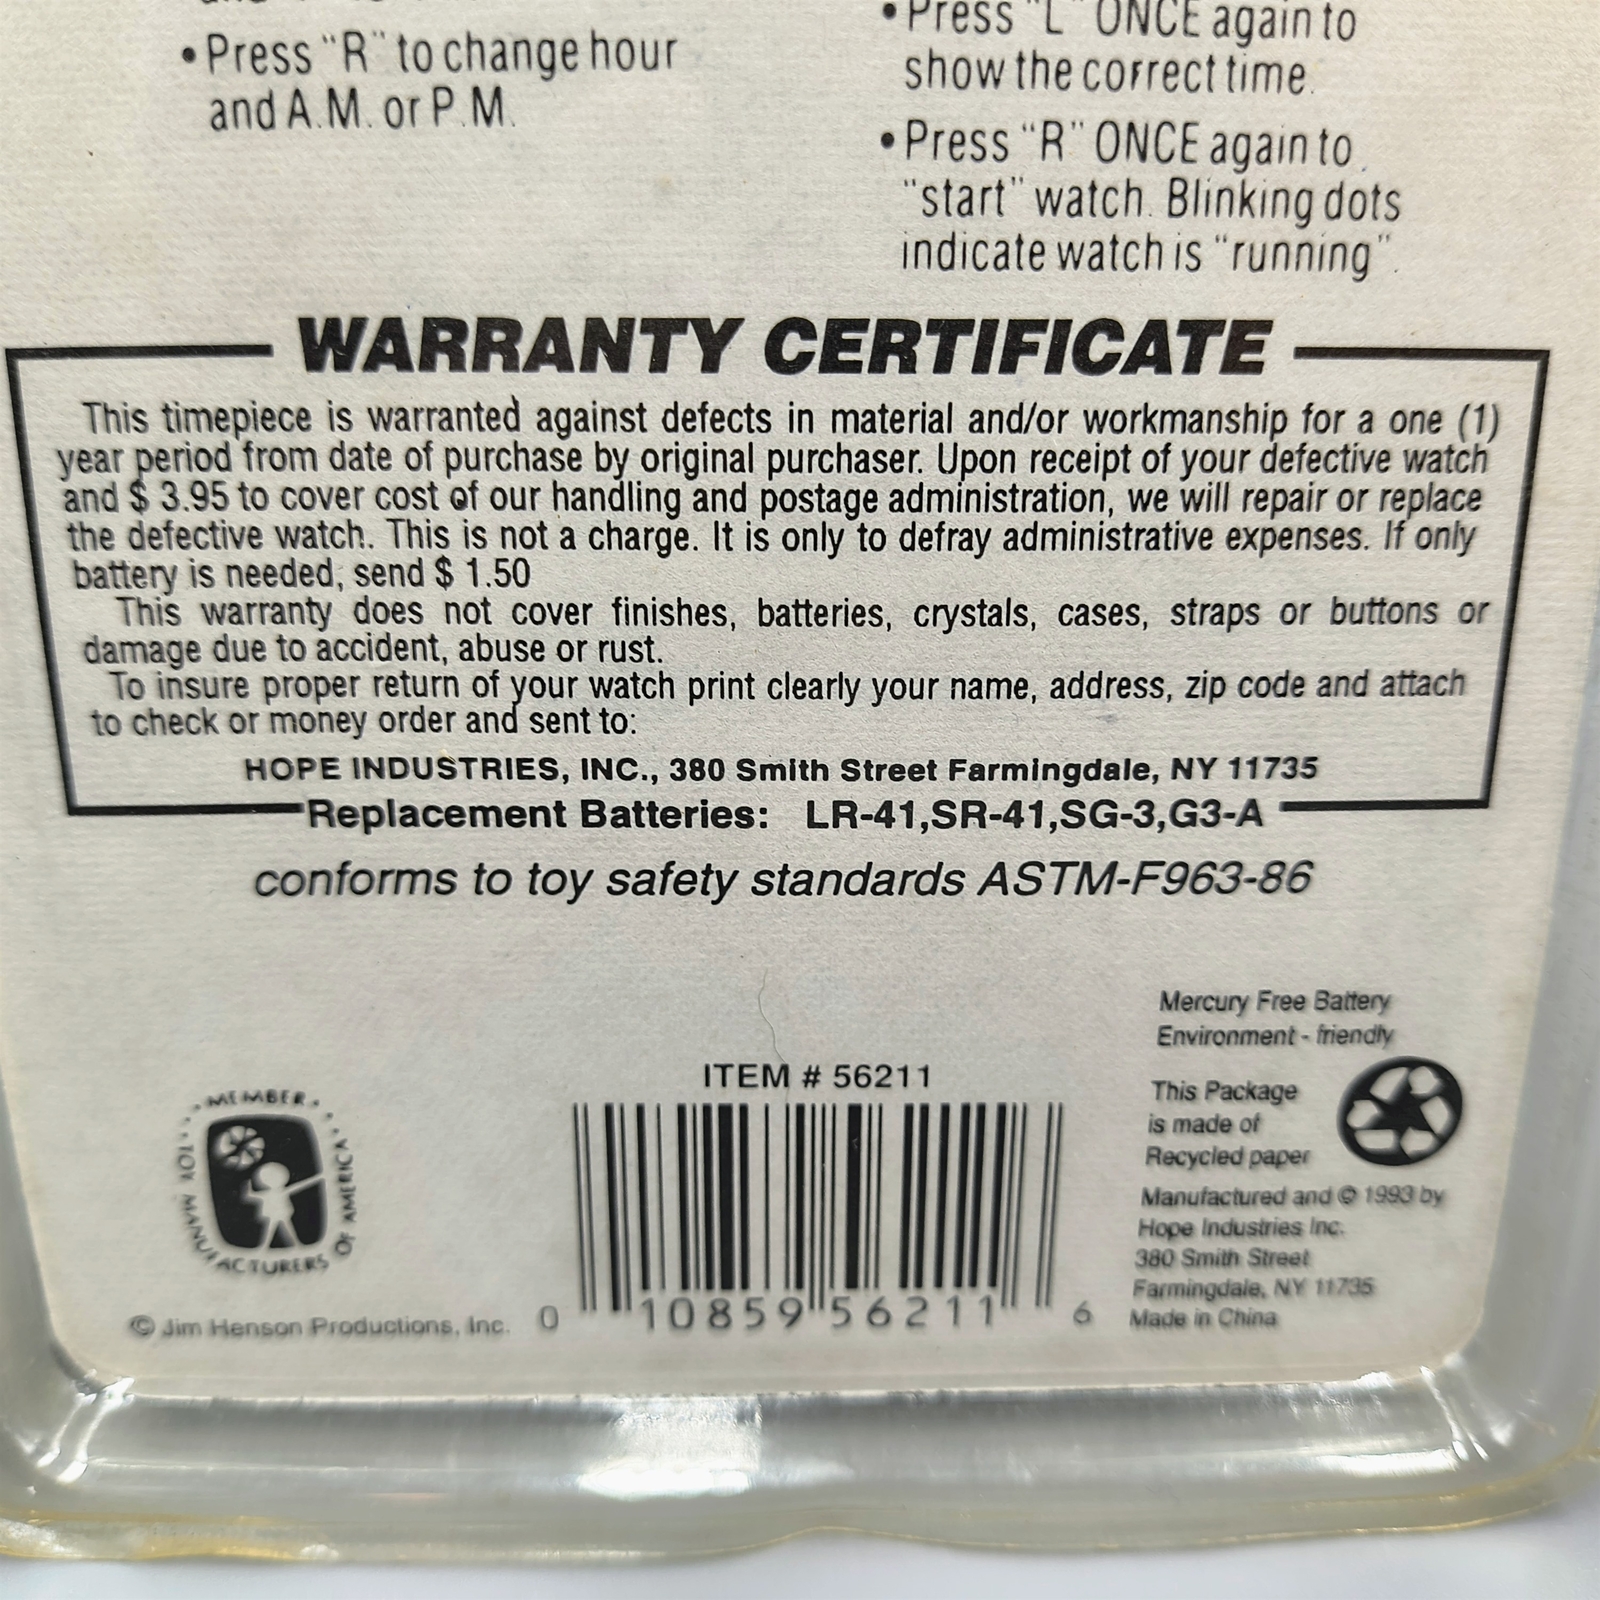 • Press "R" to change hour
and A.M. or P.M.
• Press "L" ONCE again to
show the correct time.
• Press "R" ONCE again to
"start" watch. Blinking dots
indicate watch is "running".
WARRANTY CERTIFICATE
This timepiece is warranted against defects in material and/or workmanship for a one (1)
year period from date of purchase by original purchaser. Upon receipt of your defective watch
and $ 3.95 to cover cost of our handling and postage administration, we will repair or replace
the defective watch. This is not a charge. It is only to defray administrative expenses. If only
battery is needed, send $ 1.50
This warranty does not cover finishes, batteries, crystals, cases, straps or buttons or
damage due to accident, abuse or rust.
To insure proper return of your watch print clearly your name, address, zip code and attach
to check or money order and sent to:
HOPE INDUSTRIES, INC., 380 Smith Street Farmingdale, NY 11735
Replacement Batteries: LR-41,SR-41,SG-3,G3-A
conforms to toy safety standards ASTM-F963-86
MEMBER
TOY MANUFACTURERS OF AMERICA
© Jim Henson Productions, Inc.
ITEM # 56211
0 10859 56211 6
Mercury Free Battery
Environment - friendly
This Package
is made of
Recycled paper
Manufactured and © 1993 by
Hope Industries Inc.
380 Smith Street
Farmingdale, NY 11735
Made in China